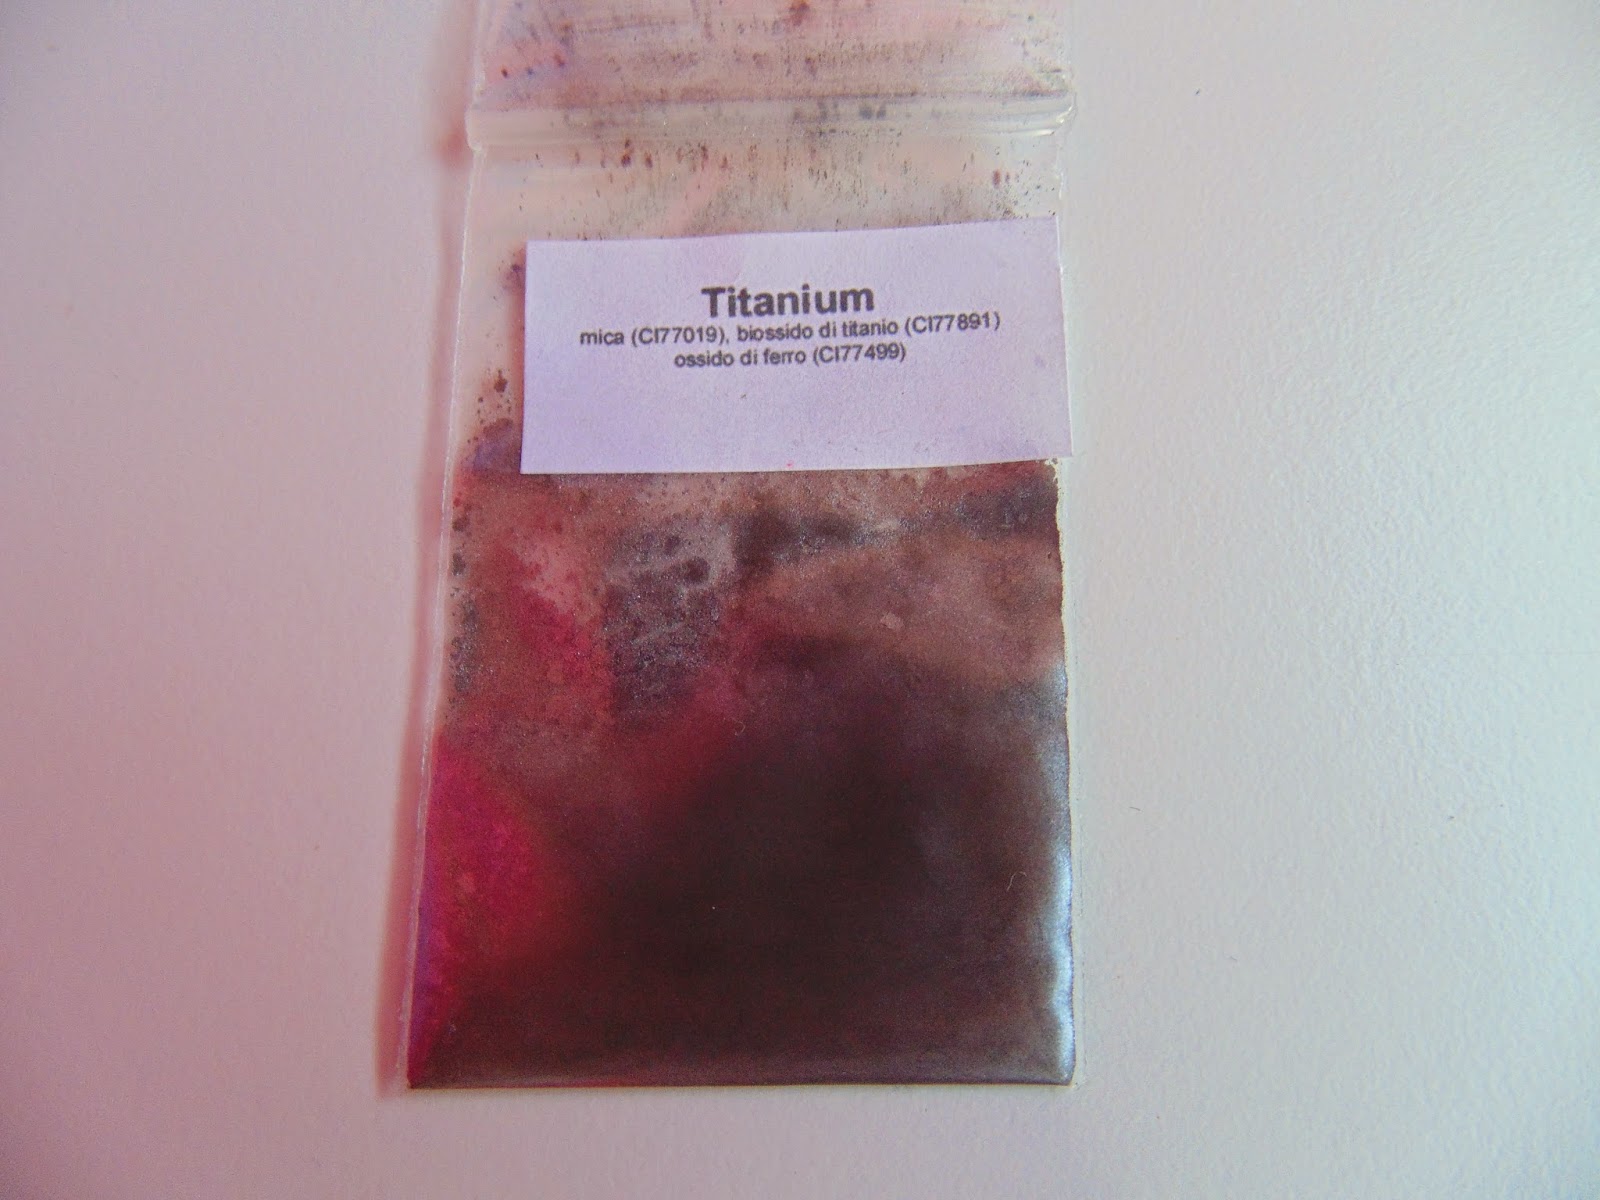 Titanium
mica (CI77019), biossido di titanio (CI77891)
ossido di ferro (CI77499)